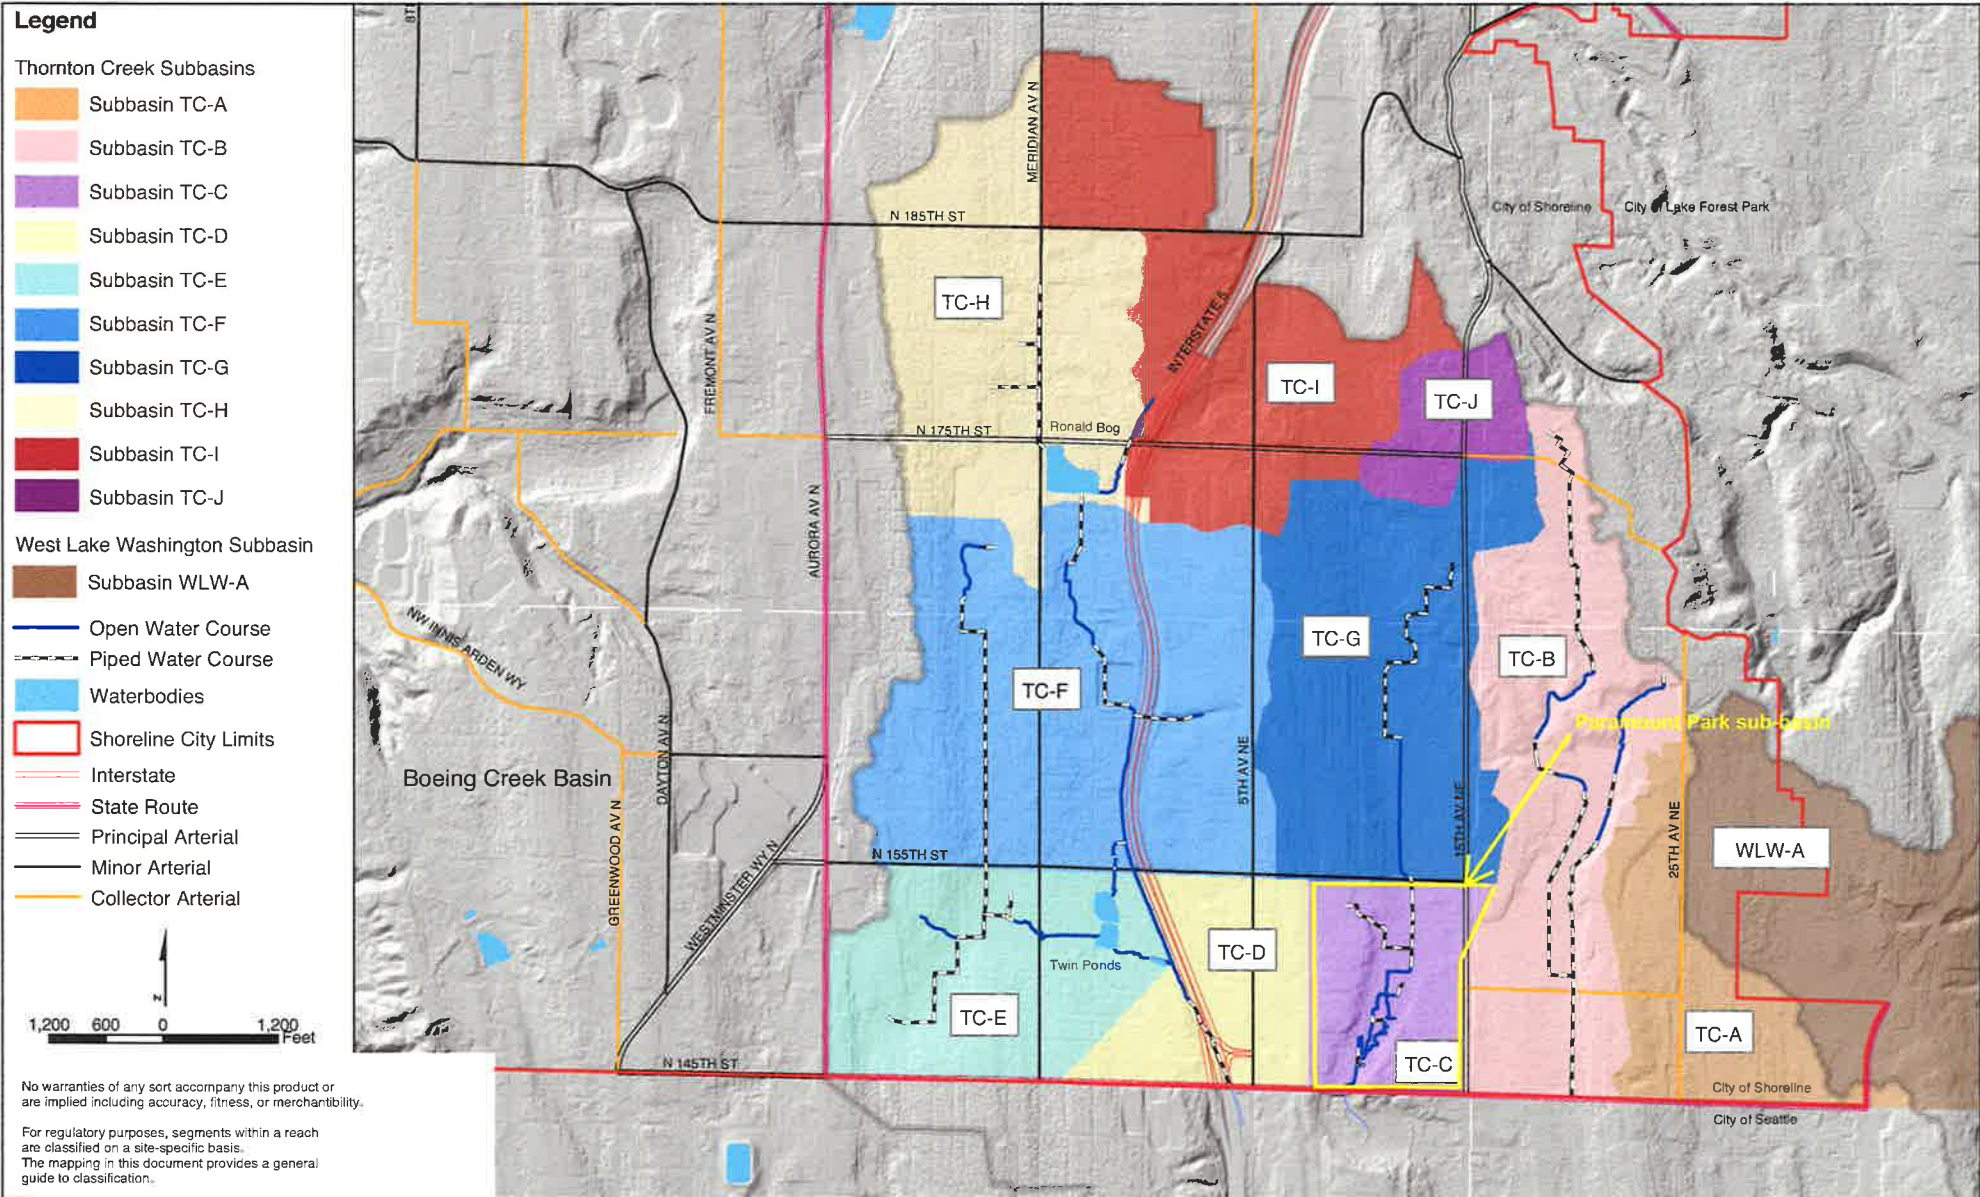 Legend
Thornton Creek Subbasins
Subbasin TC-A
Subbasin TC-B
Subbasin TC-C
Subbasin TC-D
Subbasin TC-E
Subbasin TC-F
Subbasin TC-G
Subbasin TC-H
Subbasin TC-I
Subbasin TC-J
West Lake Washington Subbasin
Subbasin WLW-A
Open Water Course
Piped Water Course
Waterbodies
Shoreline City Limits
Interstate
State Route
Principal Arterial
Minor Arterial
Collector Arterial
N
1,200 600 0 1,200
Feet
No warranties of any sort accompany this product or
are implied including accuracy, fitness, or merchantibility.
For regulatory purposes, segments within a reach
are classified on a site-specific basis.
The mapping in this document provides a general
guide to classification.
8T
MERIDIAN AV N
N 185TH ST
City of Shoreline
City of Lake Forest Park
TC-H
INTERSTATE 5
FREMONT AV N
TC-I
TC-J
N 175TH ST
Ronald Bog
AURORA AV N
NW INNIS ARDEN WY
TC-G
TC-B
TC-F
Paramount Park sub-basin
DAYTON AV N
Boeing Creek Basin
5TH AV NE
15TH AV NE
25TH AV NE
GREENWOOD AV N
WESTMINSTER WY N
N 155TH ST
WLW-A
TC-D
Twin Ponds
TC-E
TC-A
TC-C
N 145TH ST
City of Shoreline
City of Seattle